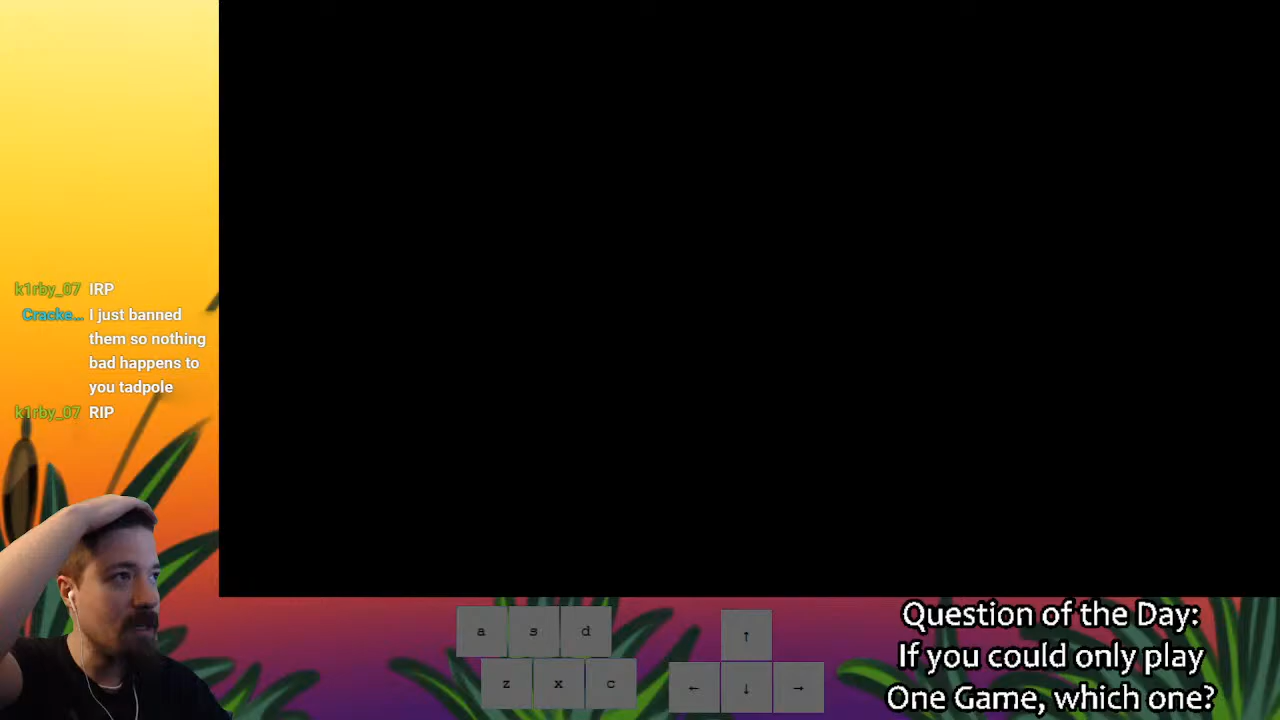 k1rby_07 IRP
Cracke... I just banned
them so nothing
bad happens to
you tadpole
k1rby_07 RIP
a s d
↑
z x c
← ↓ →
Question of the Day:
If you could only play
One Game, which one?